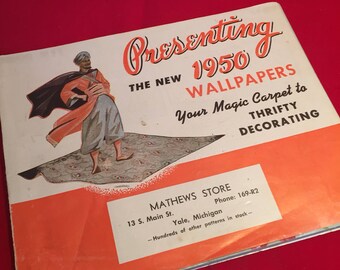 Presenting
THE NEW 1950
WALLPAPERS
Your Magic Carpet to
THRIFTY
DECORATING
MATHEWS STORE
13 S. Main St. Phone: 169-R2
Yale, Michigan
—Hundreds of other patterns in stock—